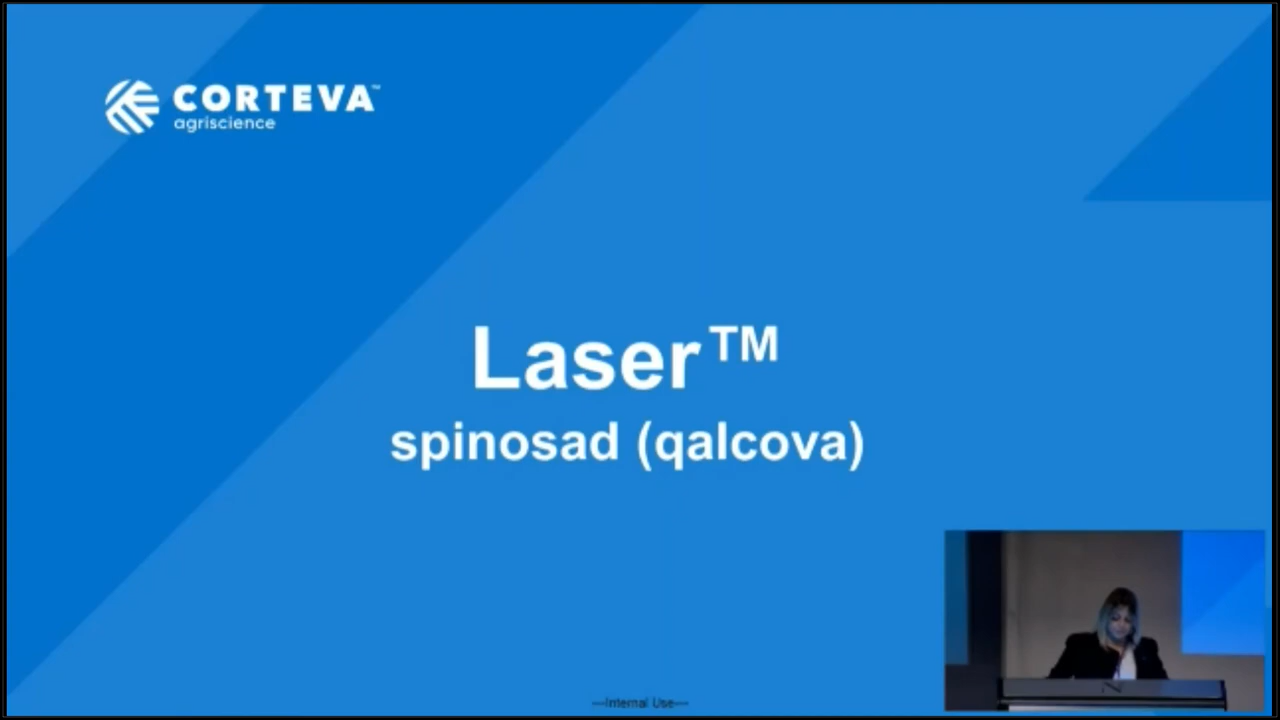 CORTEVA™
agriscience
Laser™
spinosad (qalcova)
—Internal Use—